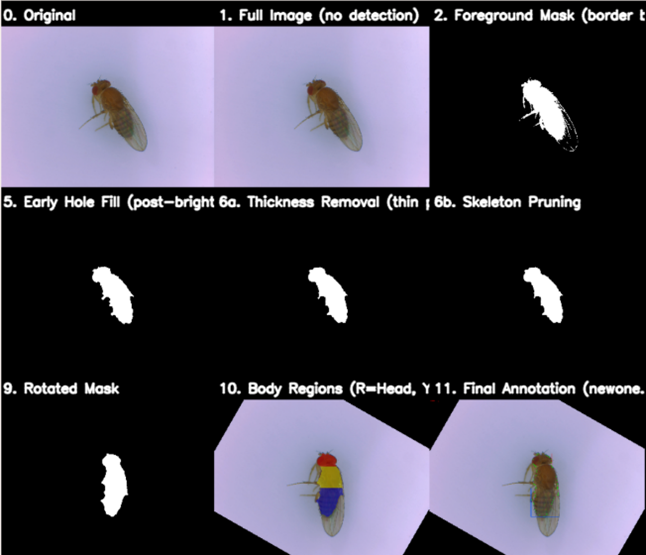 0. Original
1. Full Image (no detection)
2. Foreground Mask (border
5. Early Hole Fill (post-bright
6a. Thickness Removal (thin
6b. Skeleton Pruning
9. Rotated Mask
10. Body Regions (R=Head, Y
11. Final Annotation (newone.